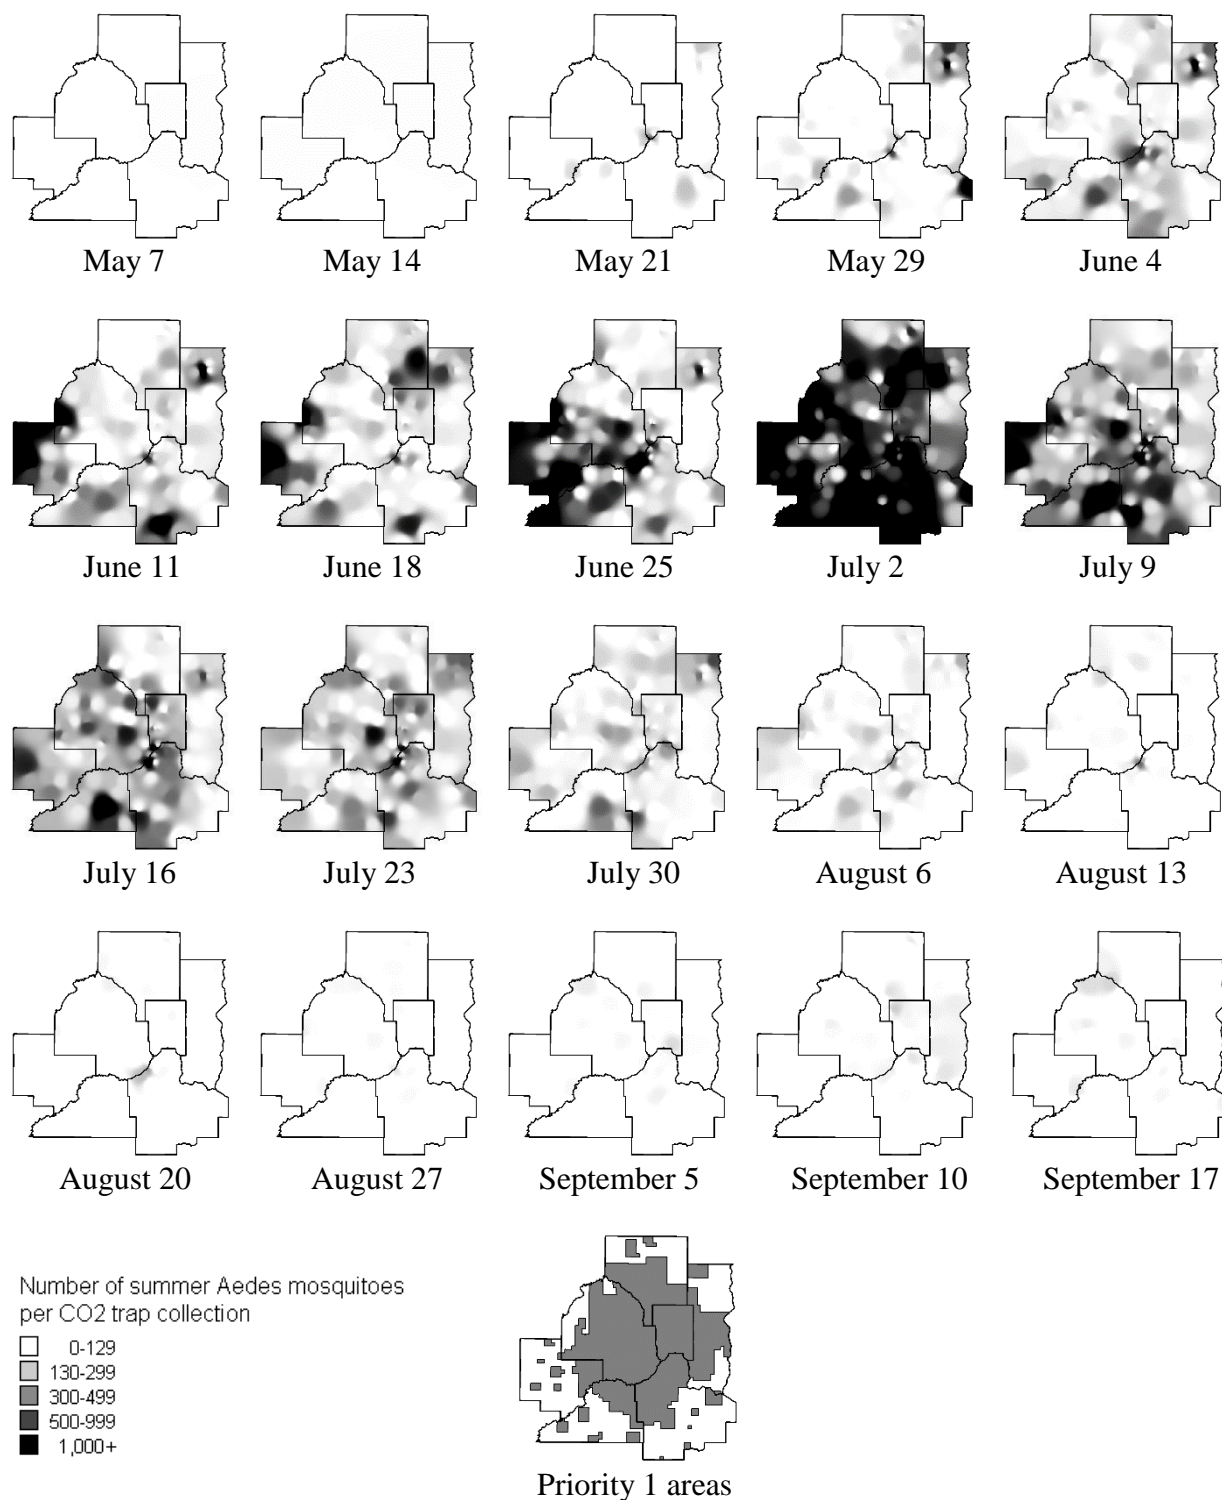 May 7
May 14
May 21
May 29
June 4
June 11
June 18
June 25
July 2
July 9
July 16
July 23
July 30
August 6
August 13
August 20
August 27
September 5
September 10
September 17
Number of summer Aedes mosquitoes
per CO2 trap collection
0-129
130-299
300-499
500-999
1,000+
Priority 1 areas